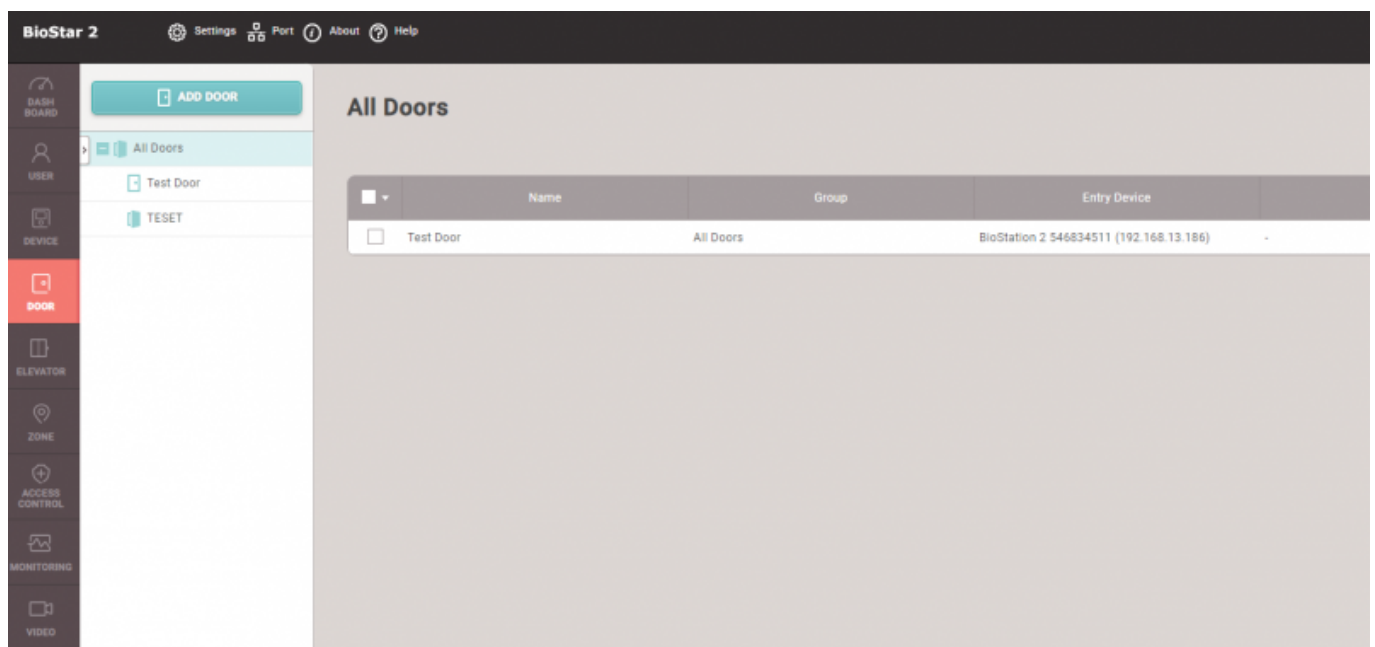 BioStar 2 Settings Port About Help
DASH
BOARD
USER
DEVICE
DOOR
ELEVATOR
ZONE
ACCESS
CONTROL
MONITORING
VIDEO
ADD DOOR
All Doors
Test Door
TESET
All Doors
Name Group Entry Device
Test Door All Doors BioStation 2 546834511 (192.168.13.186) -